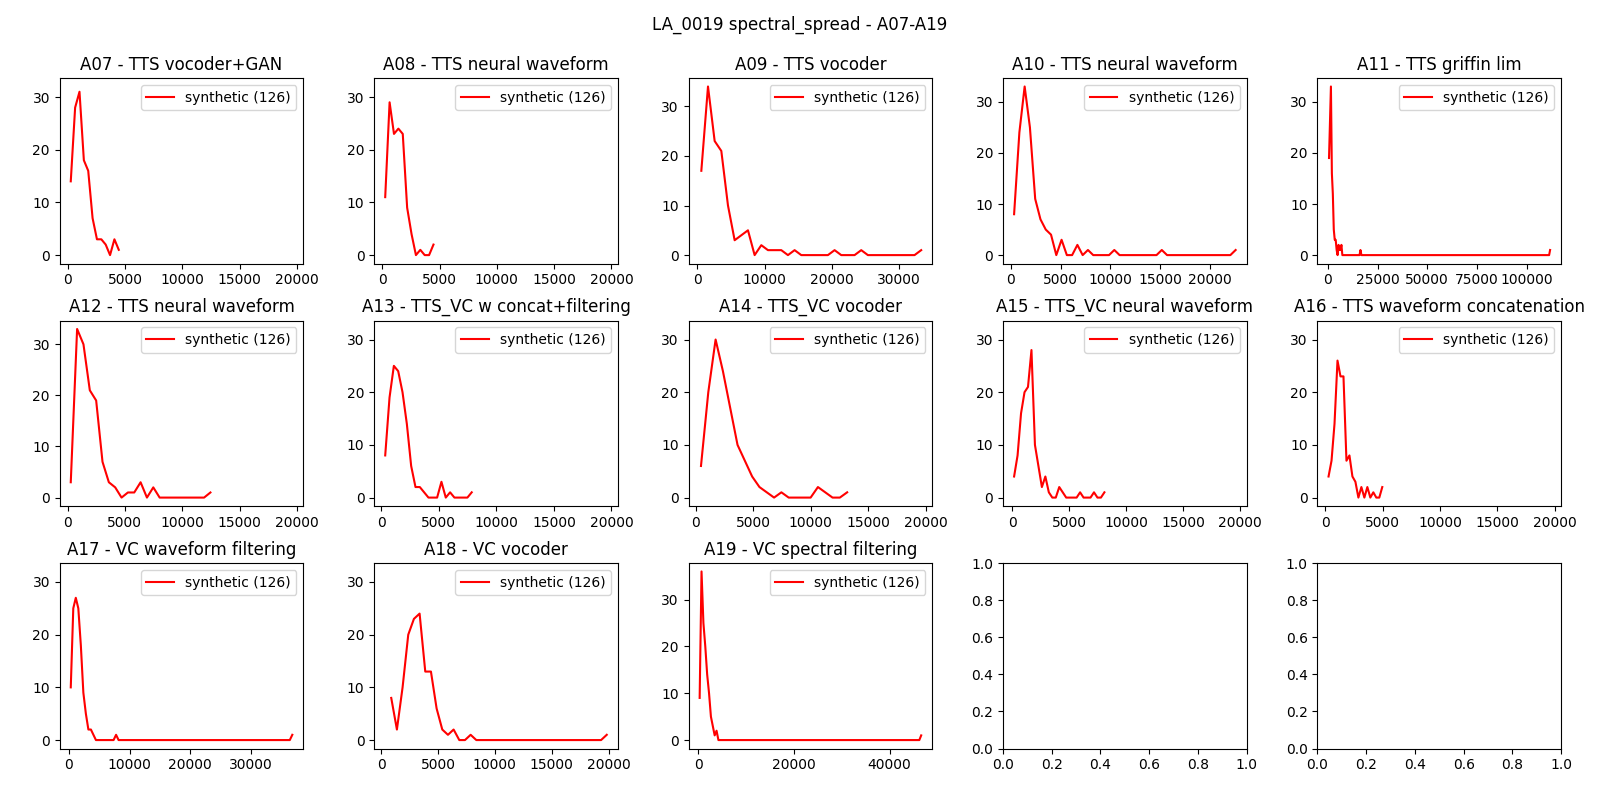 LA_0019 spectral_spread - A07-A19
A07 - TTS vocoder+GAN
synthetic (126)
30
20
10
0
0 5000 10000 15000 20000
A08 - TTS neural waveform
synthetic (126)
30
20
10
0
0 5000 10000 15000 20000
A09 - TTS vocoder
synthetic (126)
30
20
10
0
0 10000 20000 30000
A10 - TTS neural waveform
synthetic (126)
30
20
10
0
0 5000 10000 15000 20000
A11 - TTS griffin lim
synthetic (126)
30
20
10
0
0 25000 50000 75000 100000
A12 - TTS neural waveform
synthetic (126)
30
20
10
0
0 5000 10000 15000 20000
A13 - TTS_VC w concat+filtering
synthetic (126)
30
20
10
0
0 5000 10000 15000 20000
A14 - TTS_VC vocoder
synthetic (126)
30
20
10
0
0 5000 10000 15000 20000
A15 - TTS_VC neural waveform
synthetic (126)
30
20
10
0
0 5000 10000 15000 20000
A16 - TTS waveform concatenation
synthetic (126)
30
20
10
0
0 5000 10000 15000 20000
A17 - VC waveform filtering
synthetic (126)
30
20
10
0
0 10000 20000 30000
A18 - VC vocoder
synthetic (126)
30
20
10
0
0 5000 10000 15000 20000
A19 - VC spectral filtering
synthetic (126)
30
20
10
0
0 20000 40000
1.0
0.8
0.6
0.4
0.2
0.0
0.0 0.2 0.4 0.6 0.8 1.0
1.0
0.8
0.6
0.4
0.2
0.0
0.0 0.2 0.4 0.6 0.8 1.0